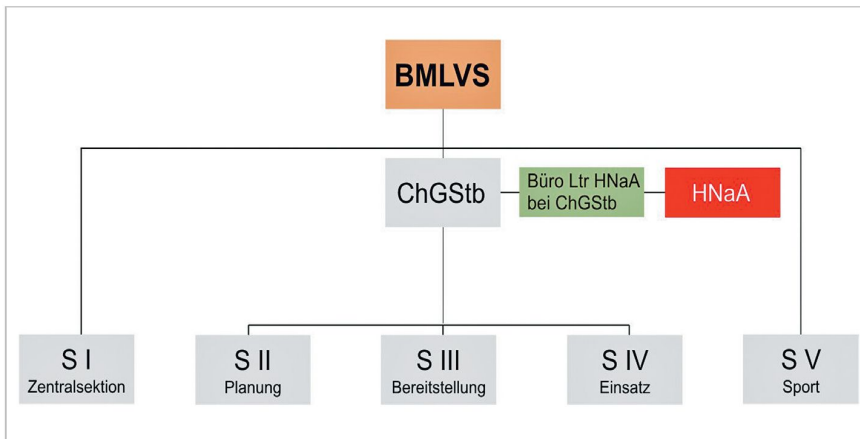 BMLVS
ChGStb
Büro Ltr HNaA
bei ChGStb
HNaA
S I
Zentralsektion
S II
Planung
S III
Bereitstellung
S IV
Einsatz
S V
Sport